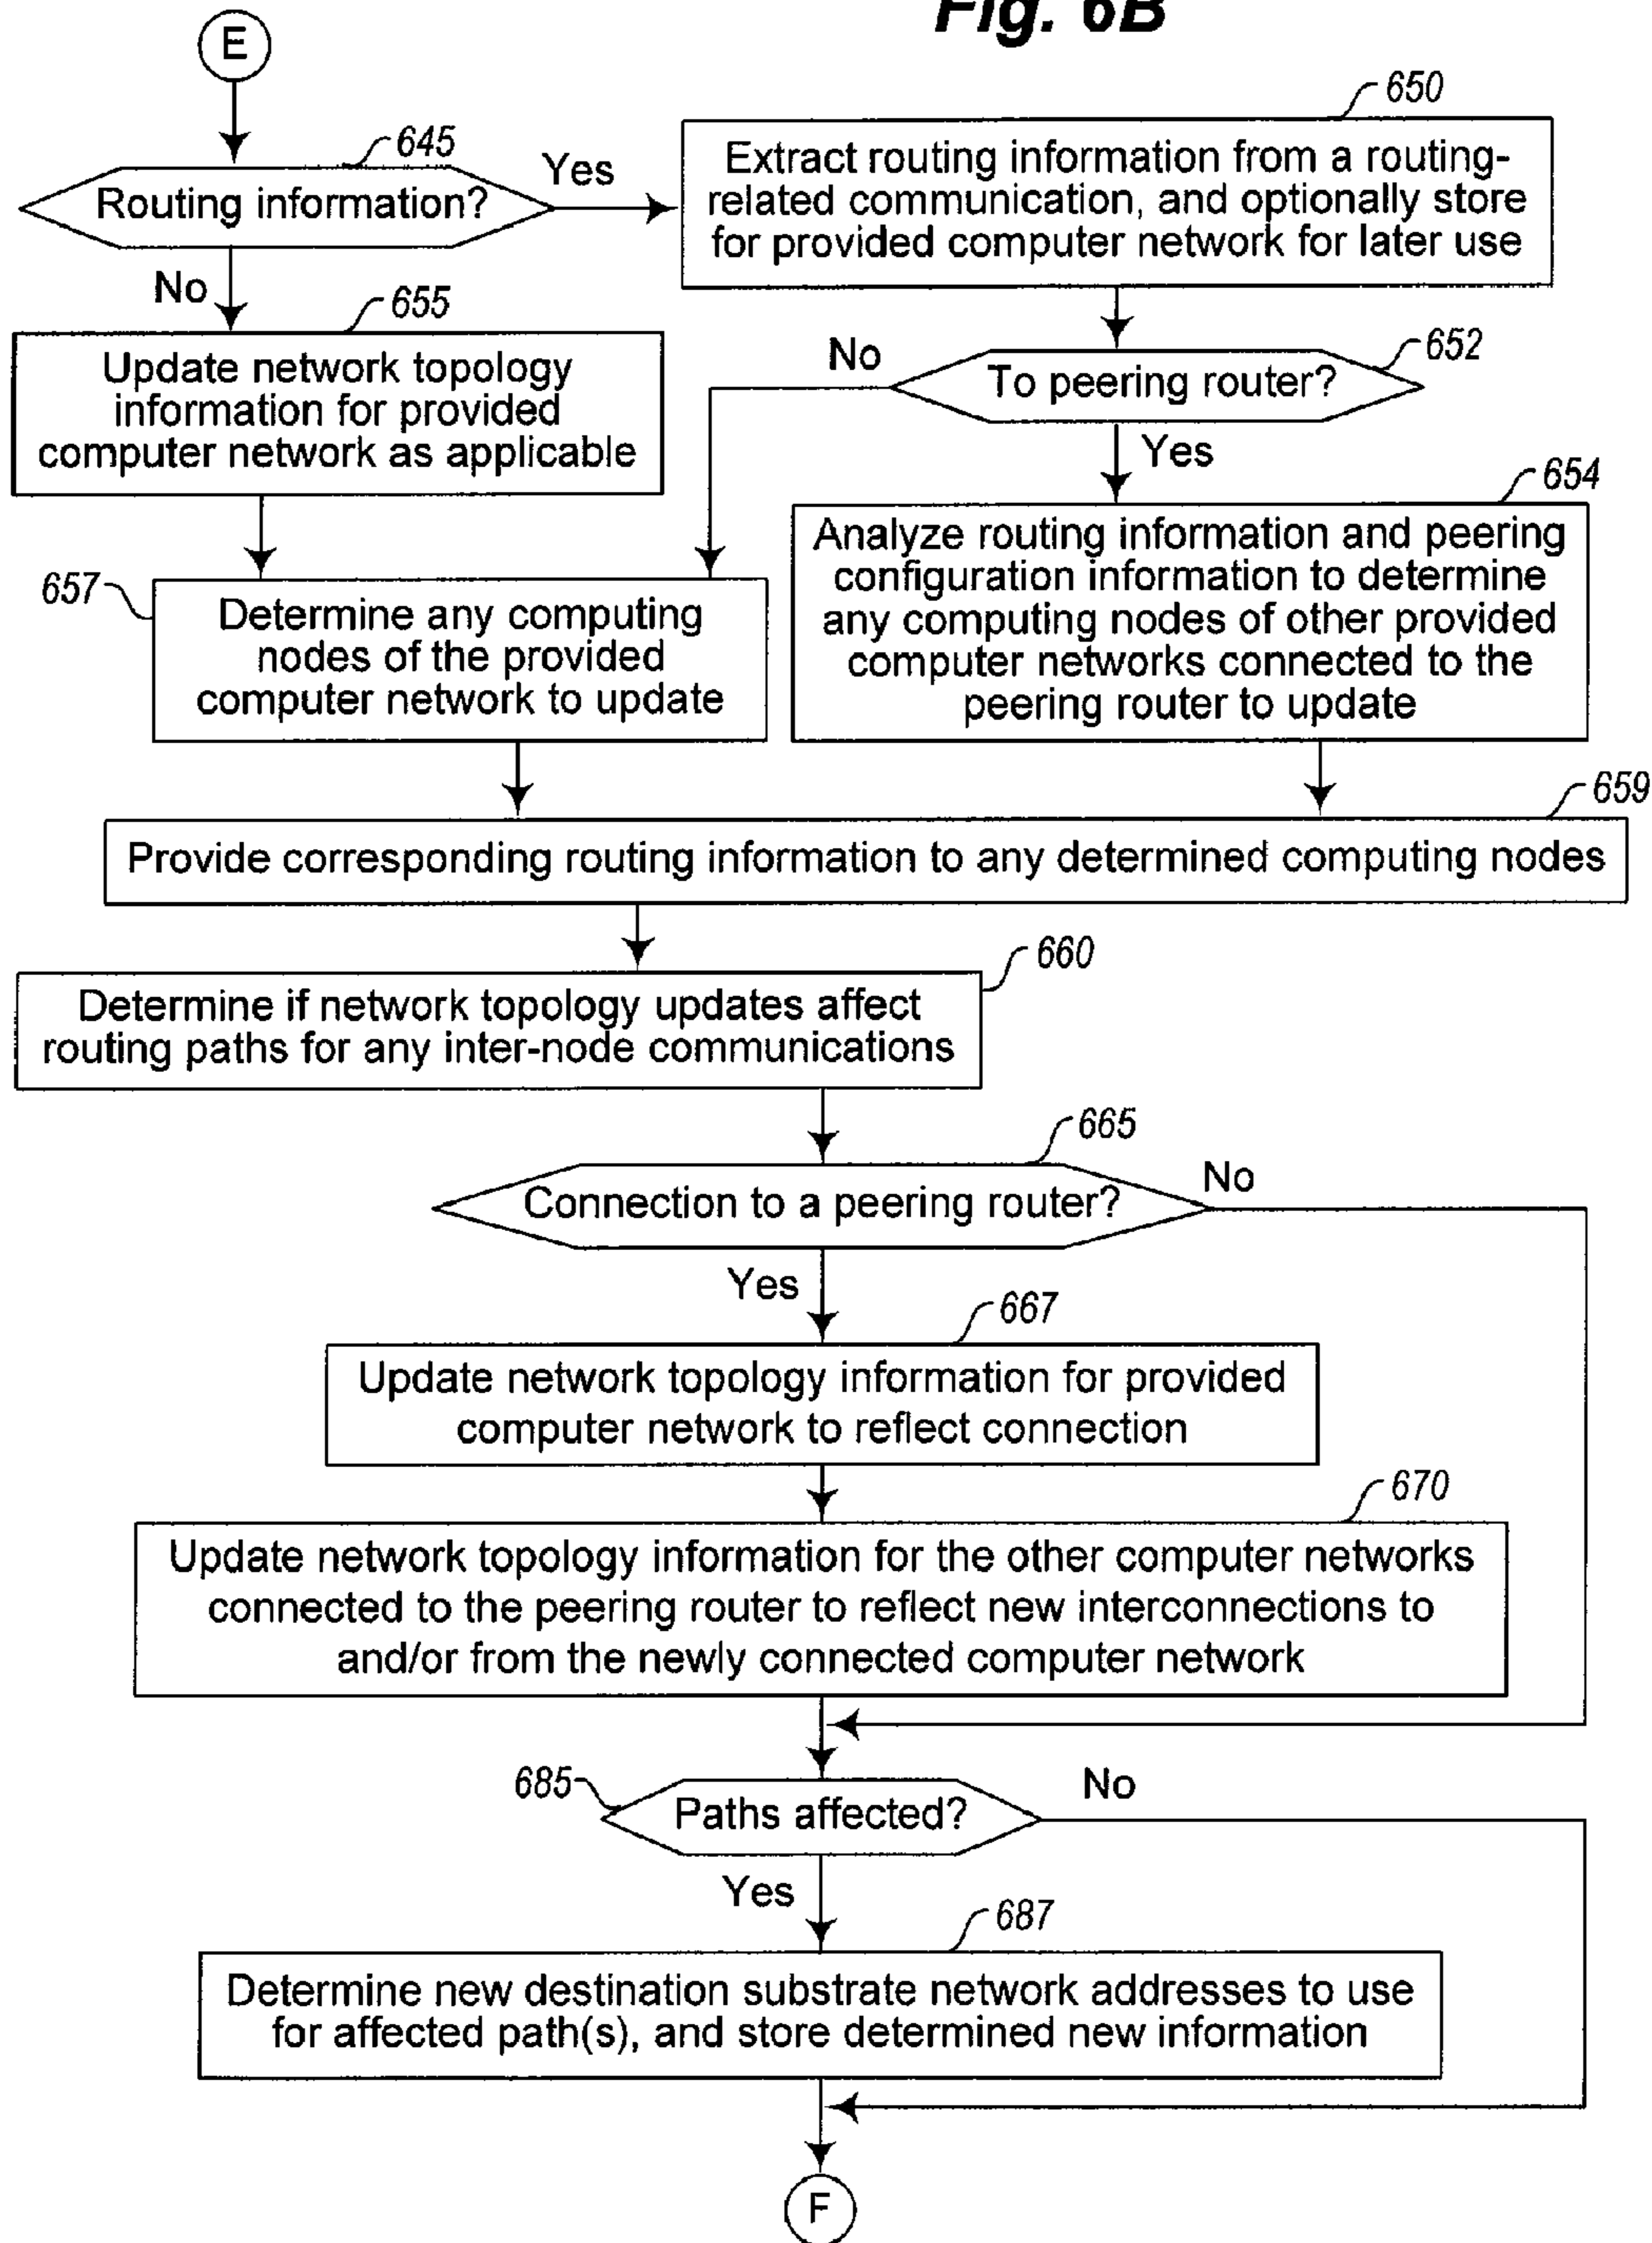 Fig. 6B
E
645
Routing information?
Yes
650
Extract routing information from a routing-
related communication, and optionally store
for provided computer network for later use
No
655
Update network topology
information for provided
computer network as applicable
No
652
To peering router?
Yes
654
Analyze routing information and peering
configuration information to determine
any computing nodes of other provided
computer networks connected to the
peering router to update
657
Determine any computing
nodes of the provided
computer network to update
659
Provide corresponding routing information to any determined computing nodes
660
Determine if network topology updates affect
routing paths for any inter-node communications
665
Connection to a peering router?
No
Yes
667
Update network topology information for provided
computer network to reflect connection
670
Update network topology information for the other computer networks
connected to the peering router to reflect new interconnections to
and/or from the newly connected computer network
685
Paths affected?
No
Yes
687
Determine new destination substrate network addresses to use
for affected path(s), and store determined new information
F